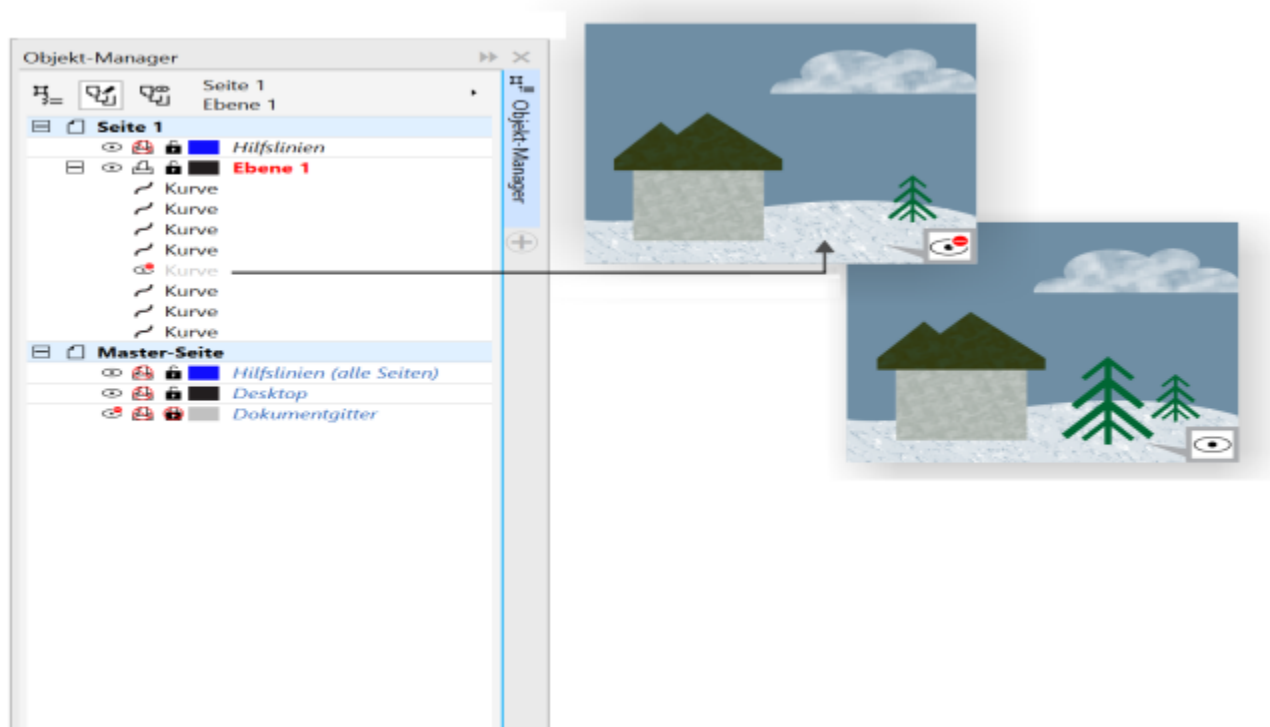 Objekt-Manager
Seite 1
Ebene 1
Seite 1
Hilfslinien
Ebene 1
Kurve
Kurve
Kurve
Kurve
Kurve
Kurve
Kurve
Kurve
Master-Seite
Hilfslinien (alle Seiten)
Desktop
Dokumentgitter
Objekt-Manager